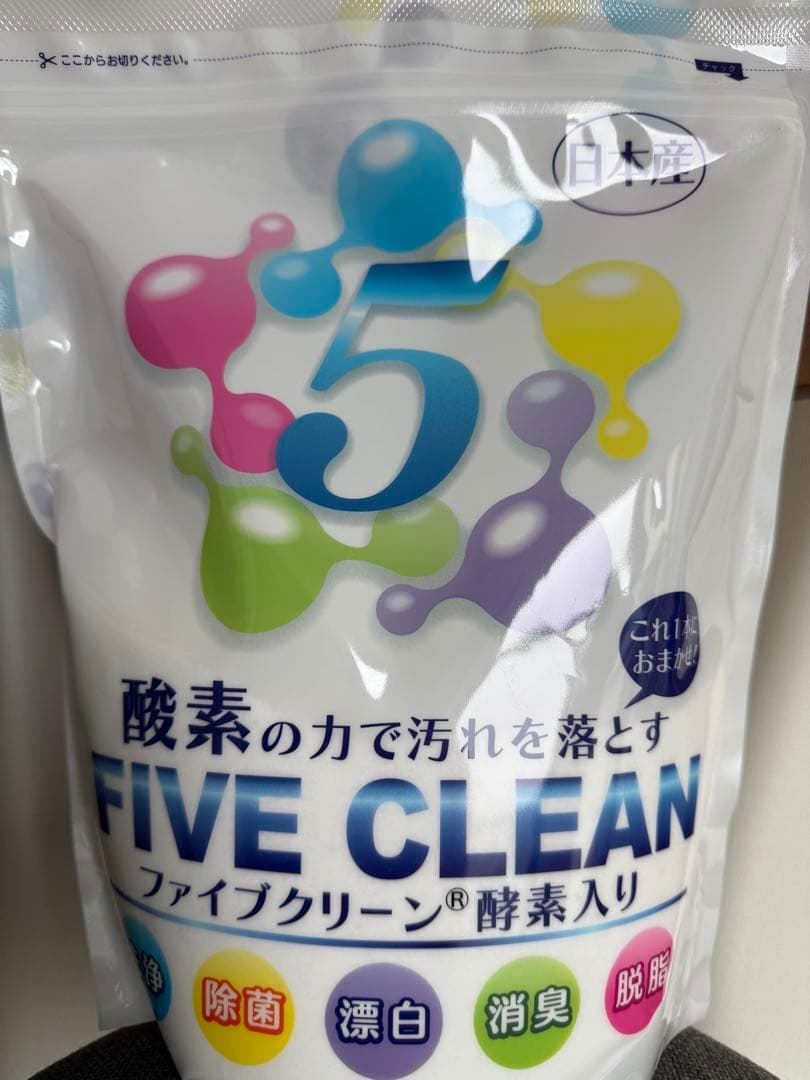 ここからお切りください。
チャック
日本産
5
これ1本に
おまかせ!
酸素の力で汚れを落とす
FIVE CLEAN
ファイブクリーン®酵素入り
浄
除菌
漂白
消臭
脱脂